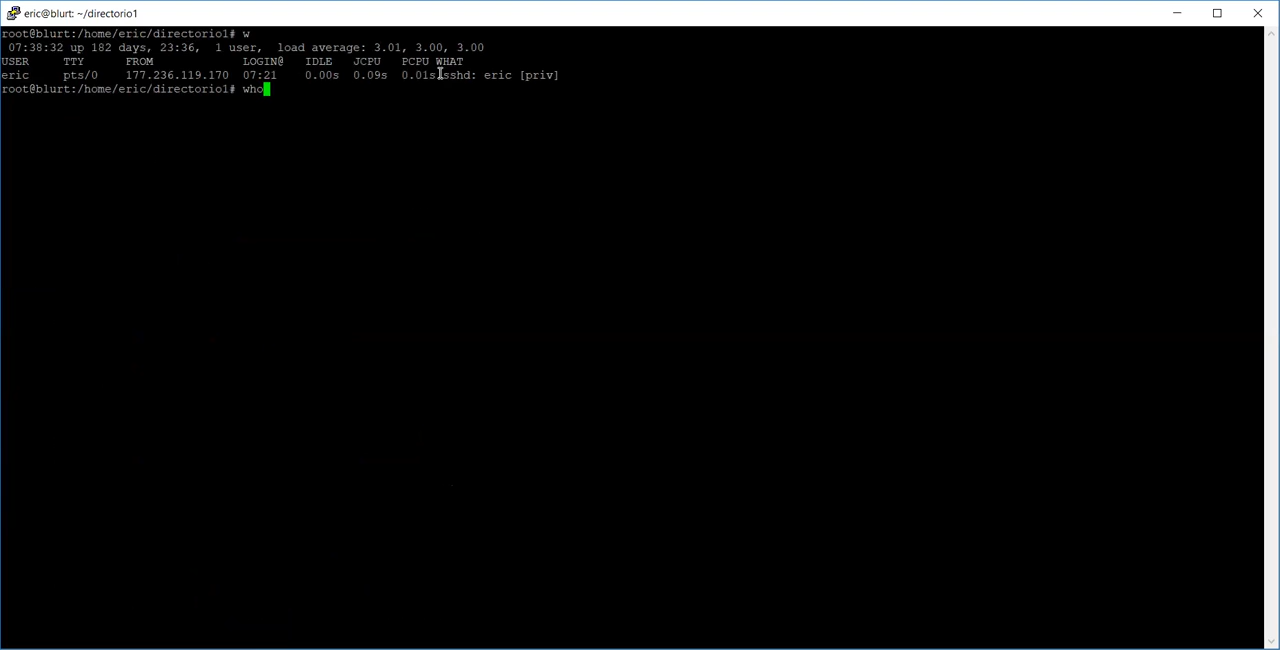 eric@blurt: ~/directorio1
root@blurt:/home/eric/directorio1# w
07:38:32 up 182 days, 23:36, 1 user, load average: 3.01, 3.00, 3.00
USER TTY FROM LOGIN@ IDLE JCPU PCPU WHAT
eric pts/0 177.236.119.170 07:21 0.00s 0.09s 0.01s sshd: eric [priv]
root@blurt:/home/eric/directorio1# who